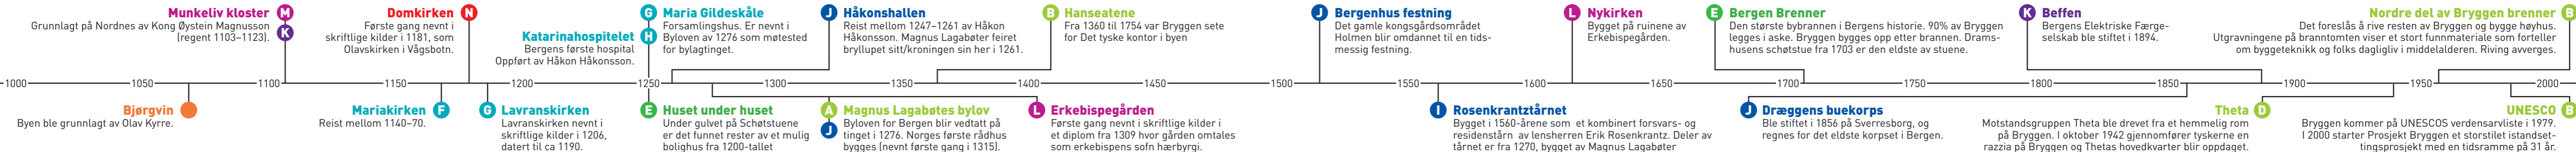 Munkeliv kloster M
Grunnlagt på Nordnes av Kong Øystein Magnusson K
(regent 1103–1123).
Domkirken N
Første gang nevnt i
skriftlige kilder i 1181, som
Olavskirken i Vågsbotn.
G Maria Gildeskåle
Forsamlingshus. Er nevnt i
Byloven av 1276 som møtested
for bylagtinget.
Katarinahospitelet H
Bergens første hospital
Oppført av Håkon Håkonsson.
J Håkonshallen
Reist mellom 1247–1261 av Håkon
Håkonsson. Magnus Lagabøter feiret
bryllupet sitt/kroningen sin her i 1261.
B Hanseatene
Fra 1360 til 1754 var Bryggen sete
for Det tyske kontor i byen
J Bergenhus festning
Det gamle kongsgårdsområdet
Holmen blir omdannet til en tids-
messig festning.
L Nykirken
Bygget på ruinene av
Erkebispegården.
E Bergen Brenner
Den største bybrannen i Bergens historie. 90% av Bryggen
legges i aske. Bryggen bygges opp etter brannen. Drams-
husens schøtstue fra 1703 er den eldste av stuene.
K Beffen
Bergens Elektriske Færge-
selskab ble stiftet i 1894.
Nordre del av Bryggen brenner B
Det foreslås å rive resten av Bryggen og bygge høyhus.
Utgravningene på branntomten viser et stort funnmateriale som forteller
om byggeteknikk og folks dagligliv i middelalderen. Riving avverges.
1000 1050 1100 1150 1200 1250 1300 1350 1400 1450 1500 1550 1600 1650 1700 1750 1800 1850 1900 1950 2000
Bjørgvin
Byen ble grunnlagt av Olav Kyrre.
Mariakirken F
Reist mellom 1140–70.
G Lavranskirken
Lavranskirken nevnt i
skriftlige kilder i 1206,
datert til ca 1190.
E Huset under huset
Under gulvet på Schøtstuene
er det funnet rester av et mulig
bolighus fra 1200-tallet
A Magnus Lagabøtes bylov
J Byloven for Bergen blir vedtatt på
tinget i 1276. Norges første rådhus
bygges (nevnt første gang i 1315).
L Erkebispegården
Første gang nevnt i skriftlige kilder i
et diplom fra 1309 hvor gården omtales
som erkebispens sofn hærbyrgi.
I Rosenkrantztårnet
Bygget i 1560-årene som et kombinert forsvars- og
residenstårn av lensherren Erik Rosenkrantz. Deler av
tårnet er fra 1270, bygget av Magnus Lagabøter
J Dræggens buekorps
Ble stiftet i 1856 på Sverresborg, og
regnes for det eldste korpset i Bergen.
Theta D
Motstandsgruppen Theta ble drevet fra et hemmelig rom
på Bryggen. I oktober 1942 gjennomfører tyskerne en
razzia på Bryggen og Thetas hovedkvarter blir oppdaget.
UNESCO B
Bryggen kommer på UNESCOS verdensarvliste i 1979.
I 2000 starter Prosjekt Bryggen et storstilet istandset-
tingsprosjekt med en tidsramme på 31 år.